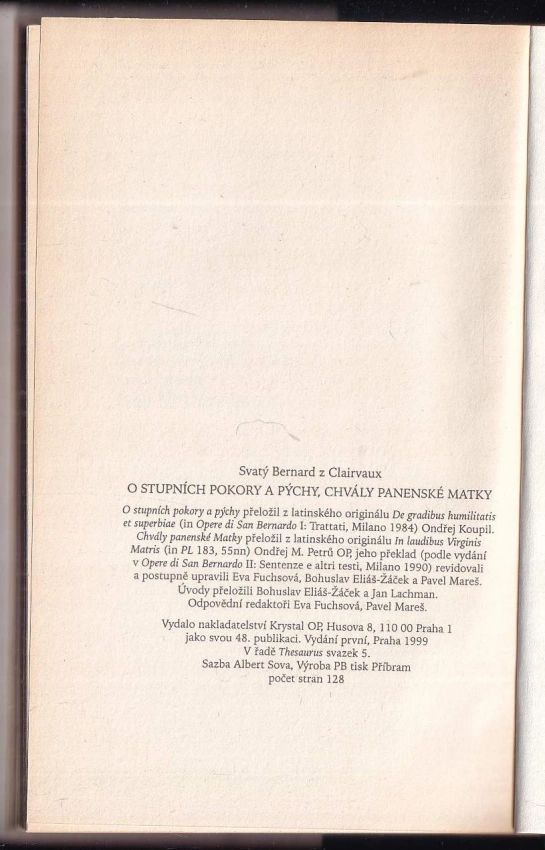 Svatý Bernard z Clairvaux
O STUPNÍCH POKORY A PÝCHY, CHVÁLY PANENSKÉ MATKY
O stupních pokory a pýchy přeložil z latinského originálu De gradibus humilitatis
et superbiae (in Opere di San Bernardo I: Trattati, Milano 1984) Ondřej Koupil.
Chvály panenské Matky přeložil z latinského originálu In laudibus Virginis
Matris (in PL 183, 55nn) Ondřej M. Petrů OP, jeho překlad (podle vydání
v Opere di San Bernardo II: Sentenze e altri testi, Milano 1990) revidovali
a postupně upravili Eva Fuchsová, Bohuslav Eliáš-Žáček a Pavel Mareš.
Úvody přeložili Bohuslav Eliáš-Žáček a Jan Lachman.
Odpovědní redaktoři Eva Fuchsová, Pavel Mareš.
Vydalo nakladatelství Krystal OP, Husova 8, 110 00 Praha 1
jako svou 48. publikaci. Vydání první, Praha 1999
V řadě Thesaurus svazek 5.
Sazba Albert Sova, Výroba PB tisk Příbram
počet stran 128